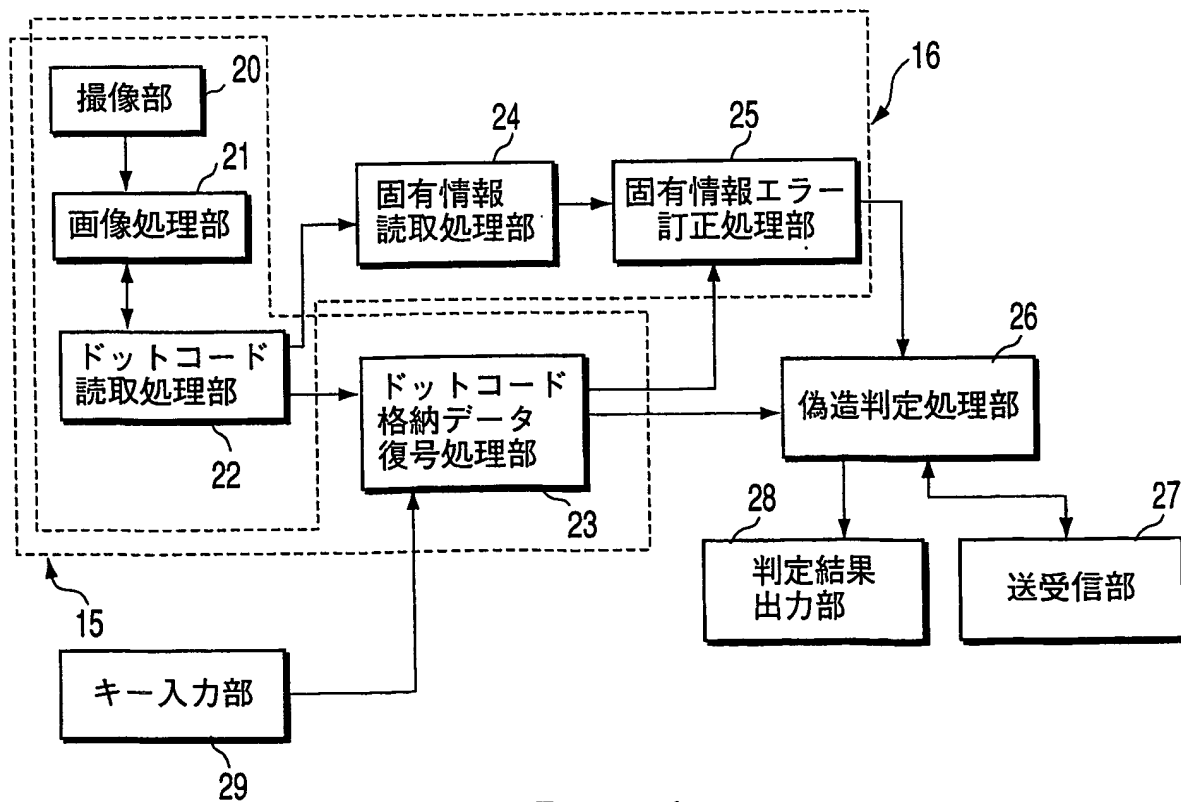 20
撮像部
21
画像処理部
ドットコード
読取処理部
22
24
固有情報
読取処理部
25
固有情報エラー
訂正処理部
16
ドットコード
格納データ
復号処理部
23
26
偽造判定処理部
28
判定結果
出力部
27
送受信部
15
キー入力部
29